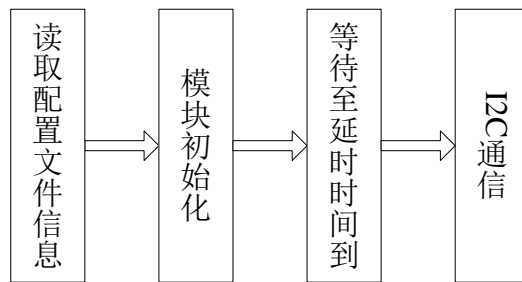 读取配置文件信息
模块初始化
等待至延时时间到
I2C通信